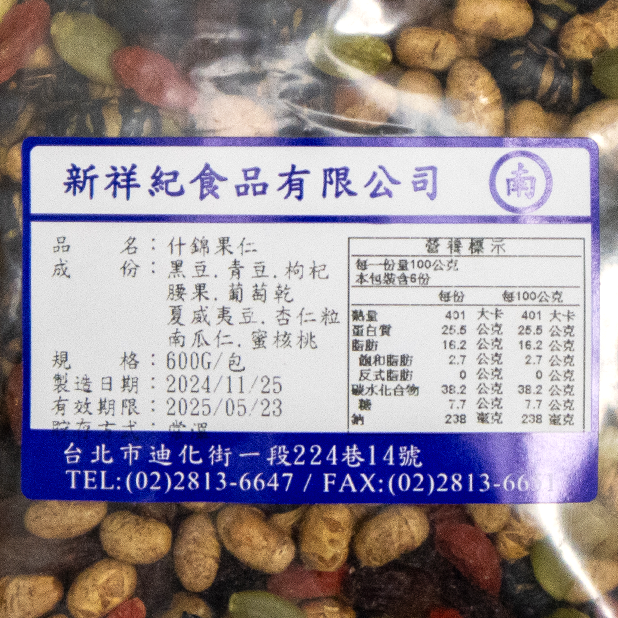 新祥紀食品有限公司
南
品　　名：什錦果仁
成　　份：黑豆.青豆.枸杞
腰果.葡萄乾
夏威夷豆.杏仁粒
南瓜仁.蜜核桃
規　　格：600G/包
製造日期：2024/11/25
有效期限：2025/05/23
貯存方式：常溫
營養標示
每一份量100公克
本包裝含6份
每份 每100公克
熱量 401 大卡 401 大卡
蛋白質 25.5 公克 25.5 公克
脂肪 16.2 公克 16.2 公克
飽和脂肪 2.7 公克 2.7 公克
反式脂肪 0 公克 0 公克
碳水化合物 38.2 公克 38.2 公克
糖 7.7 公克 7.7 公克
鈉 238 毫克 238 毫克
台北市迪化街一段224巷14號
TEL:(02)2813-6647 / FAX:(02)2813-66